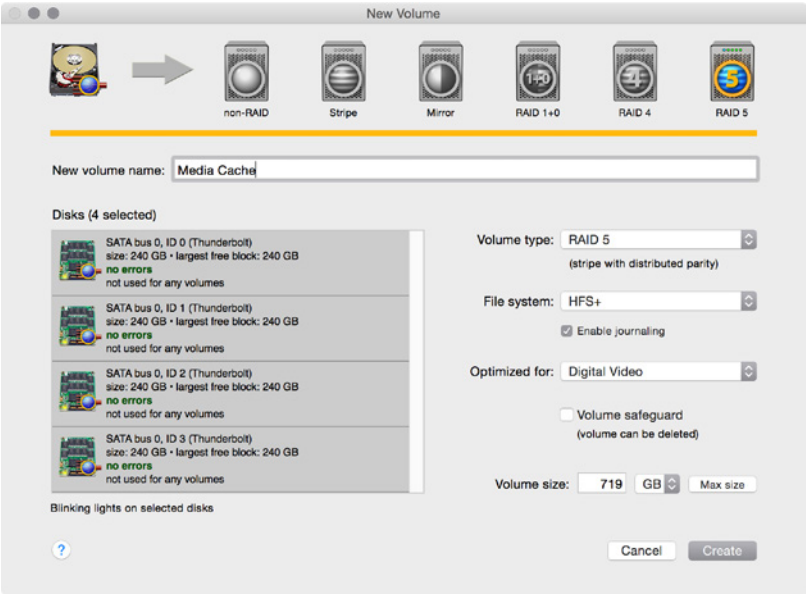 New Volume
1+0
4
5
non-RAID
Stripe
Mirror
RAID 1+0
RAID 4
RAID 5
New volume name: Media Cache
Disks (4 selected)
SATA bus 0, ID 0 (Thunderbolt)
size: 240 GB • largest free block: 240 GB
no errors
not used for any volumes
SATA bus 0, ID 1 (Thunderbolt)
size: 240 GB • largest free block: 240 GB
no errors
not used for any volumes
SATA bus 0, ID 2 (Thunderbolt)
size: 240 GB • largest free block: 240 GB
no errors
not used for any volumes
SATA bus 0, ID 3 (Thunderbolt)
size: 240 GB • largest free block: 240 GB
no errors
not used for any volumes
Blinking lights on selected disks
Volume type: RAID 5
(stripe with distributed parity)
File system: HFS+
Enable journaling
Optimized for: Digital Video
Volume safeguard
(volume can be deleted)
Volume size: 719 GB Max size
?
Cancel
Create